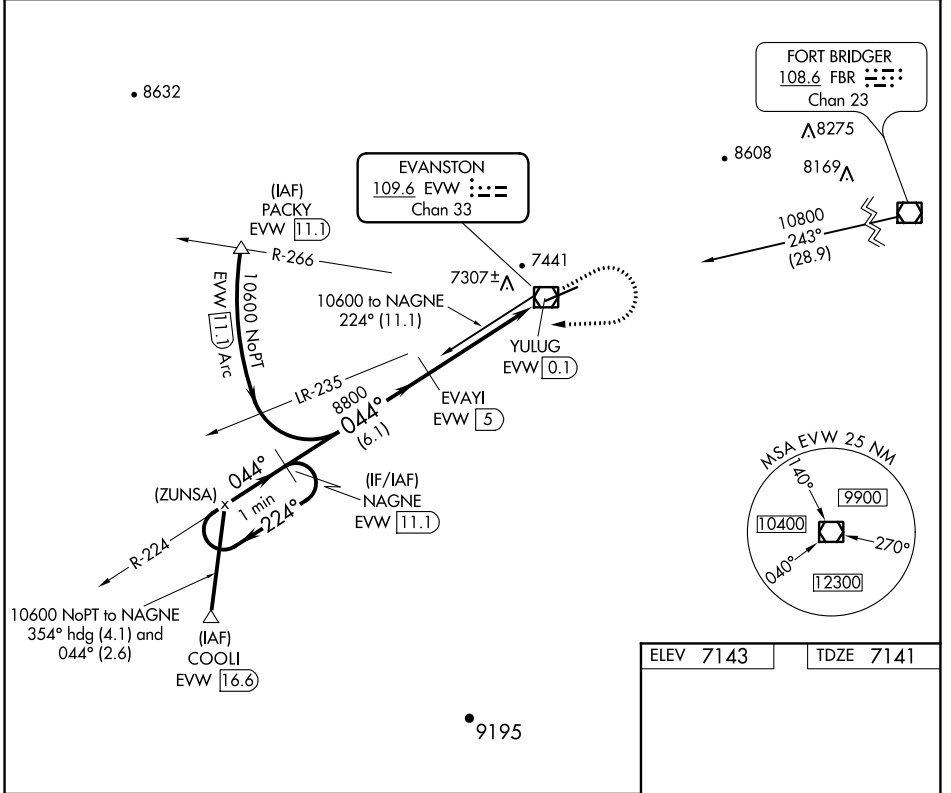 8632
FORT BRIDGER
108.6 FBR
Chan 23
8275
8608
8169
EVANSTON
109.6 EVW
Chan 33
(IAF)
PACKY
EVW 11.1
R-266
10800
243°
(28.9)
7441
7307±
10600 NoPT
EVW 11.1 Arc
10600 to NAGNE
224° (11.1)
YULUG
EVW 0.1
LR-235
8800
044°
(6.1)
EVAYI
EVW 5
MSA EVW 25 NM
140°
9900
10400
270°
040°
12300
044°
(IF/IAF)
NAGNE
EVW 11.1
(ZUNSA)
1 min
224°
R-224
10600 NoPT to NAGNE
354° hdg (4.1) and
044° (2.6)
(IAF)
COOLI
EVW 16.6
ELEV 7143
TDZE 7141
9195